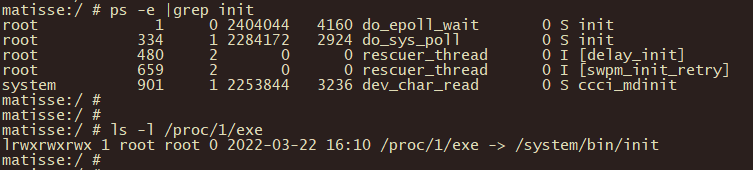 matisse:/ # ps -e |grep init
root 1 0 2404044 4160 do_epoll_wait 0 S init
root 334 1 2284172 2924 do_sys_poll 0 S init
root 480 2 0 0 rescuer_thread 0 I [delay_init]
root 659 2 0 0 rescuer_thread 0 I [swpm_init_retry]
system 901 1 2253844 3236 dev_char_read 0 S ccci_mdinit
matisse:/ #
matisse:/ #
matisse:/ # ls -l /proc/1/exe
lrwxrwxrwx 1 root root 0 2022-03-22 16:10 /proc/1/exe -> /system/bin/init
matisse:/ #